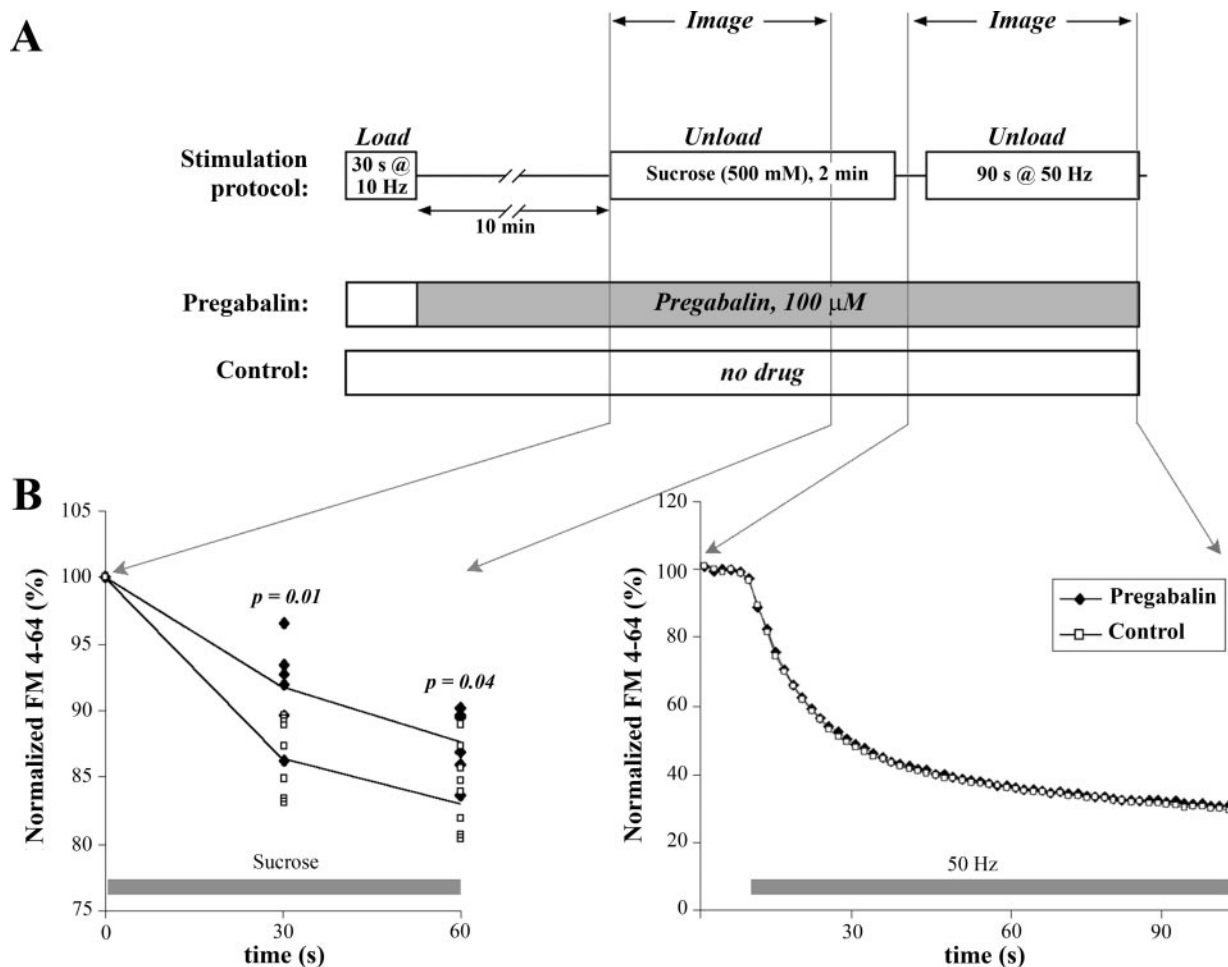 A
Image
Image
Load
Unload
Unload
Stimulation
protocol:
30 s @
10 Hz
Sucrose (500 mM), 2 min
90 s @ 50 Hz
10 min
Pregabalin:
Pregabalin, 100 μM
Control:
no drug
B
Normalized FM 4-64 (%)
105
100
95
90
85
80
75
p = 0.01
p = 0.04
Sucrose
0
30
60
time (s)
Normalized FM 4-64 (%)
120
100
80
60
40
20
0
Pregabalin
Control
50 Hz
30
60
90
time (s)